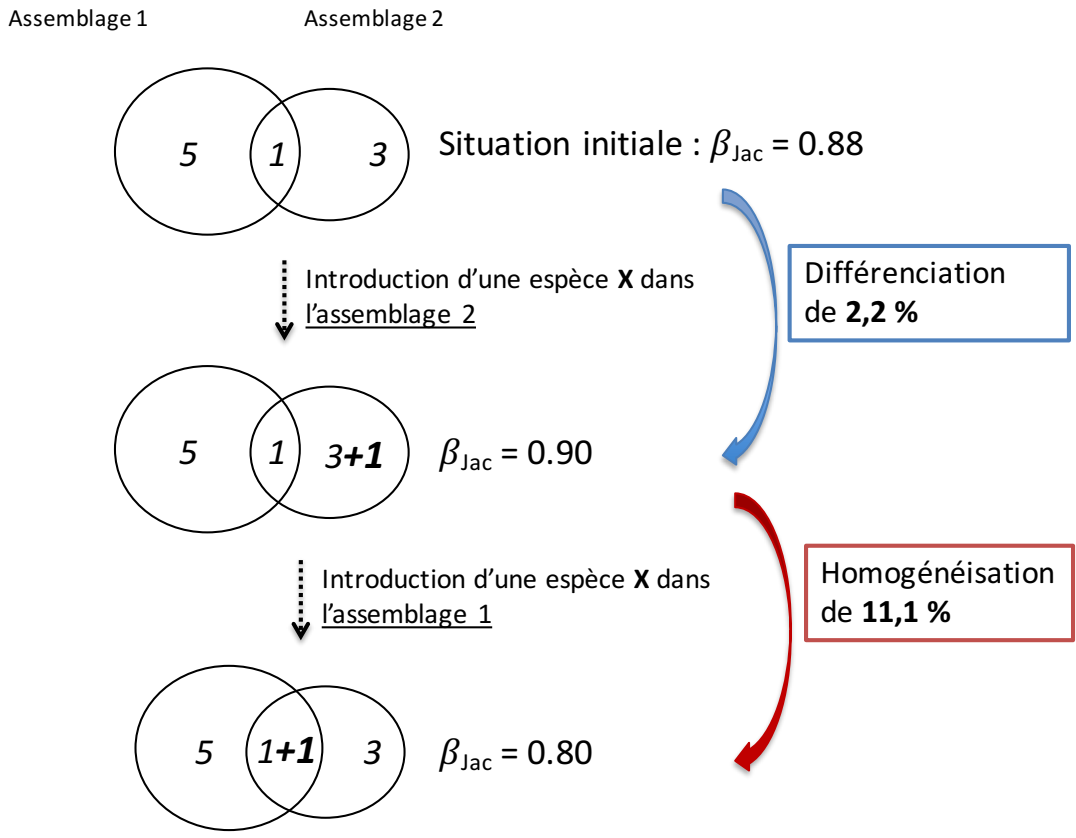 Assemblage 1
Assemblage 2
5
1
3
Situation initiale : βJac = 0.88
Introduction d’une espèce X dans
l’assemblage 2
Différenciation
de 2,2 %
5
1
3+1
βJac = 0.90
Introduction d’une espèce X dans
l’assemblage 1
Homogénéisation
de 11,1 %
5
1+1
3
βJac = 0.80